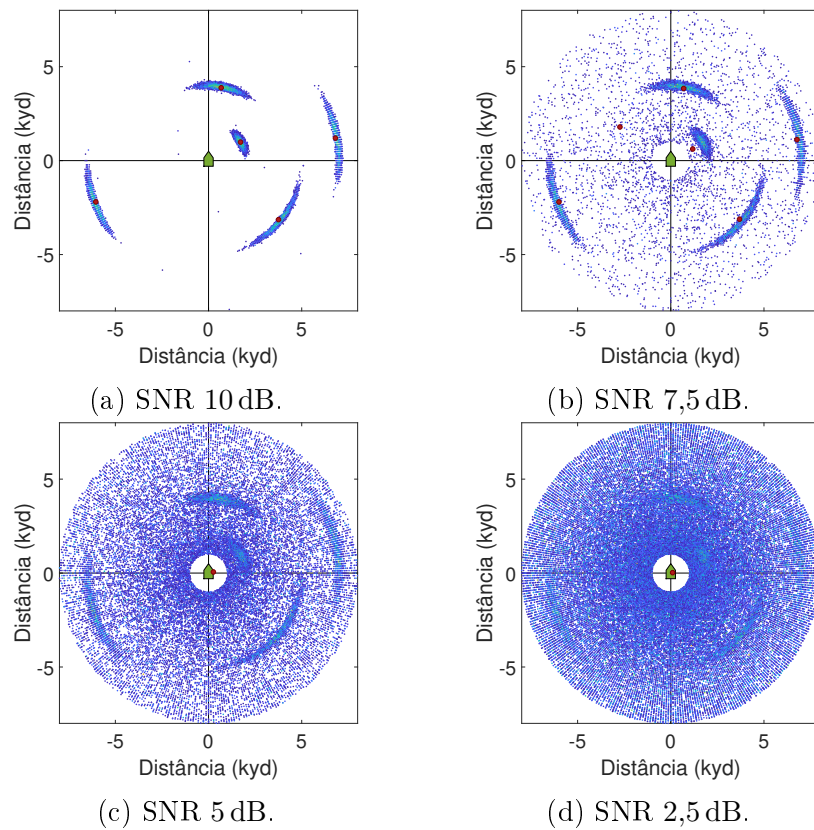 Distância (kyd)
5
0
-5
-5 0 5
Distância (kyd)
(a) SNR 10 dB.
Distância (kyd)
5
0
-5
-5 0 5
Distância (kyd)
(b) SNR 7,5 dB.
Distância (kyd)
5
0
-5
-5 0 5
Distância (kyd)
(c) SNR 5 dB.
Distância (kyd)
5
0
-5
-5 0 5
Distância (kyd)
(d) SNR 2,5 dB.